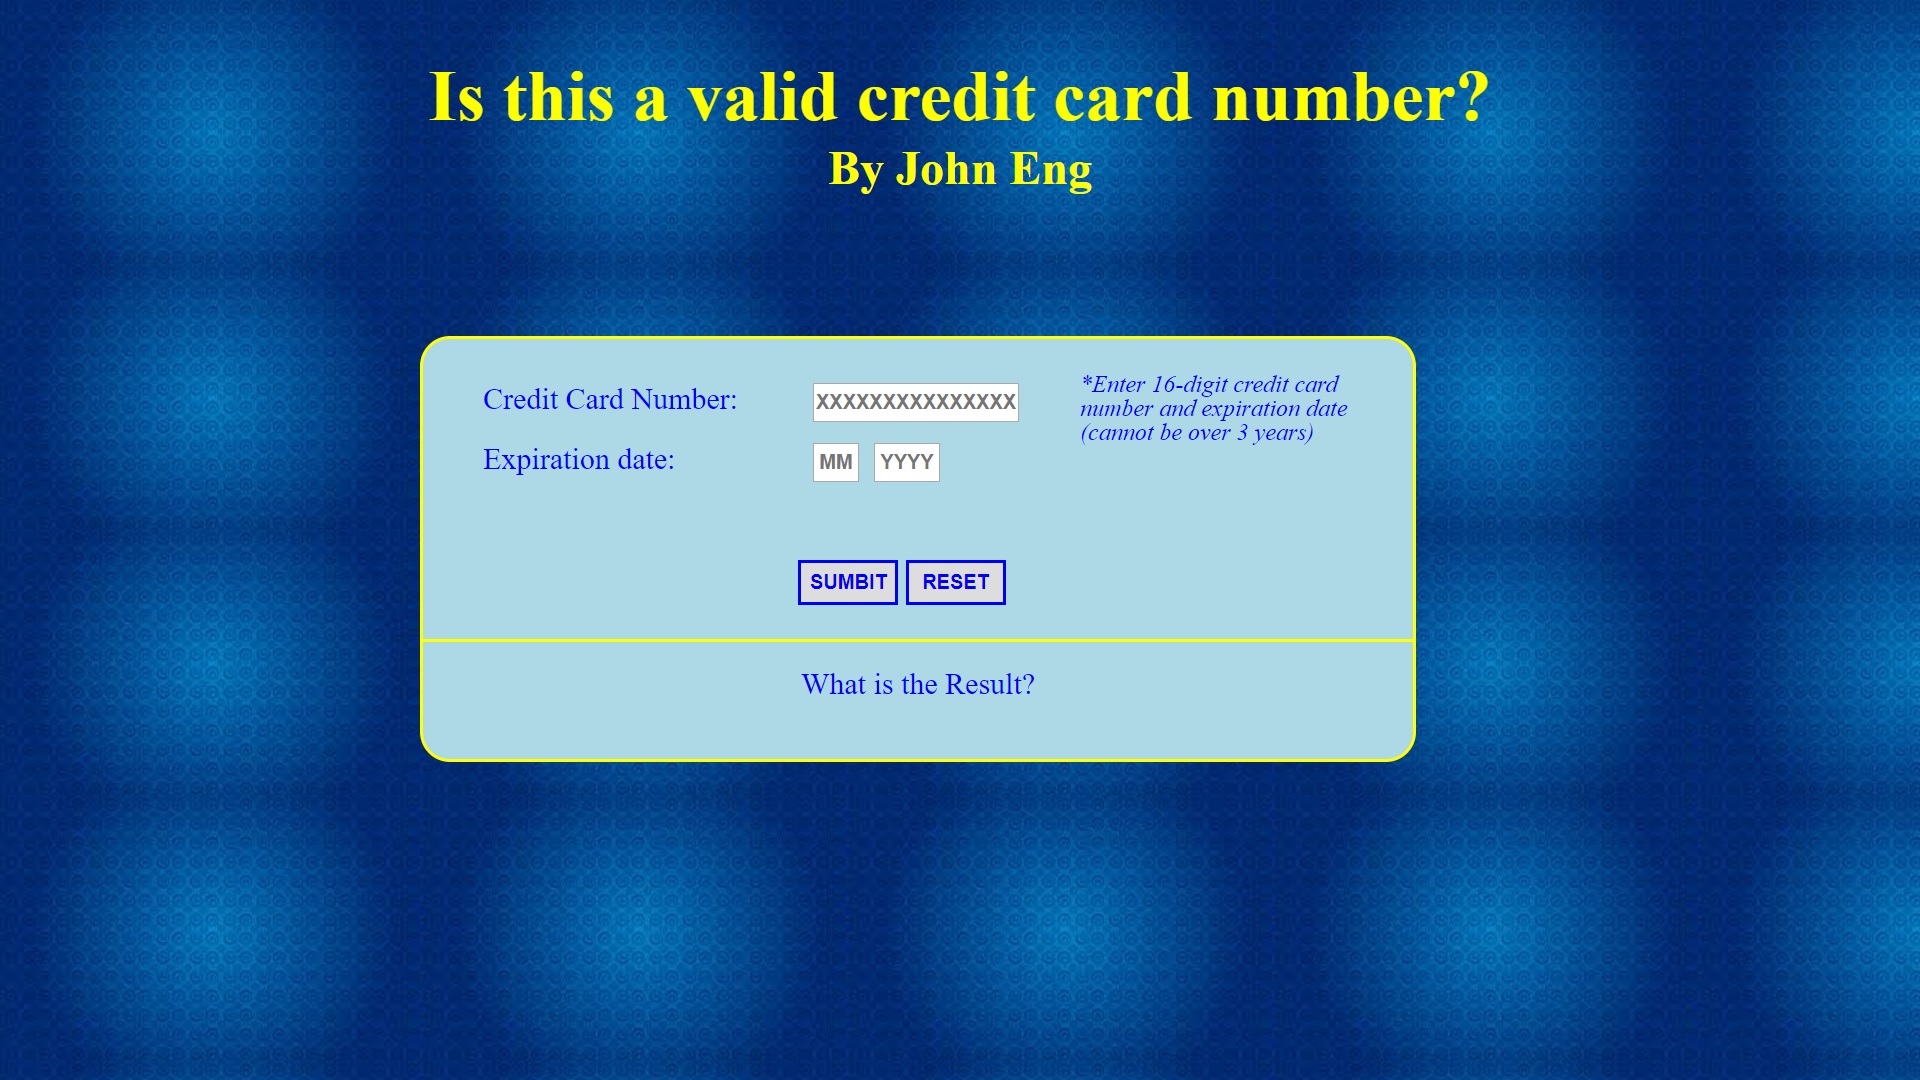 Is this a valid credit card number?
By John Eng
Credit Card Number:
XXXXXXXXXXXXXXX
*Enter 16-digit credit card
number and expiration date
(cannot be over 3 years)
Expiration date:
MM YYYY
SUMBIT RESET
What is the Result?